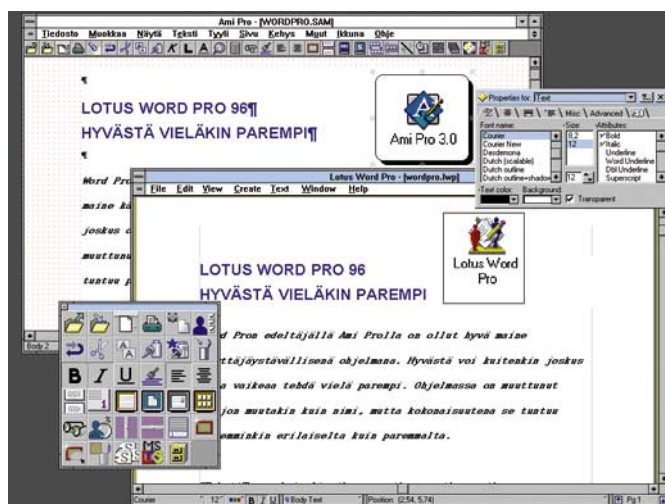 Ami Pro - [WORDPRO.SAM]
Tiedosto Muokkaa Näytä Teksti Tyyli Sivu Kehys Muut Ikkuna Ohje
¶
LOTUS WORD PRO 96¶
HYVÄSTÄ VIELÄKIN PAREMPI¶
¶
Ami Pro 3.0
Word Pro
maine
joskus
muuttunu
tuntuu
Body 2
Properties for: Text
Misc Advanced
Font name: Size: Attributes:
Courier 8,2 Bold
Courier New 12 Italic
Desdemona Underline
Dutch (scalable) Word Underline
Dutch outline Dbl Underline
Dutch outline+shadow 12 Superscript
Text color: Background:
Transparent
Lotus Word Pro - [wordpro.lwp]
File Edit View Create Text Window Help
Lotus Word
Pro
LOTUS WORD PRO 96
HYVÄSTÄ VIELÄKIN PAREMPI
Pron edeltäjällä Ami Prolla on ollut hyvä maine
ttäjäystävällisenä ohjelmana. Hyvästä voi kuitenkin joskus
vaikeaa tehdä vielä parempi. Ohjelmassa on muuttunut
jon muutakin kuin nimi, mutta kokonaisuutena se tuntuu
emminkin erilaiselta kuin paremmalta.
B I U
Courier 12 B I U Body Text Position: (2,54, 5,74) Pg 1